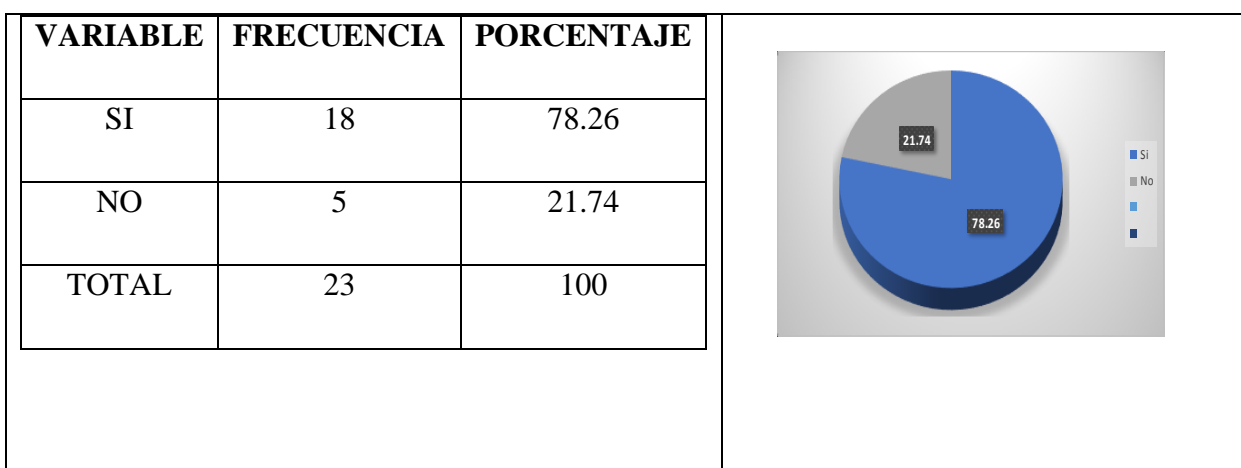 VARIABLE FRECUENCIA PORCENTAJE
SI 18 78.26
NO 5 21.74
TOTAL 23 100
21.74
78.26
Si
No